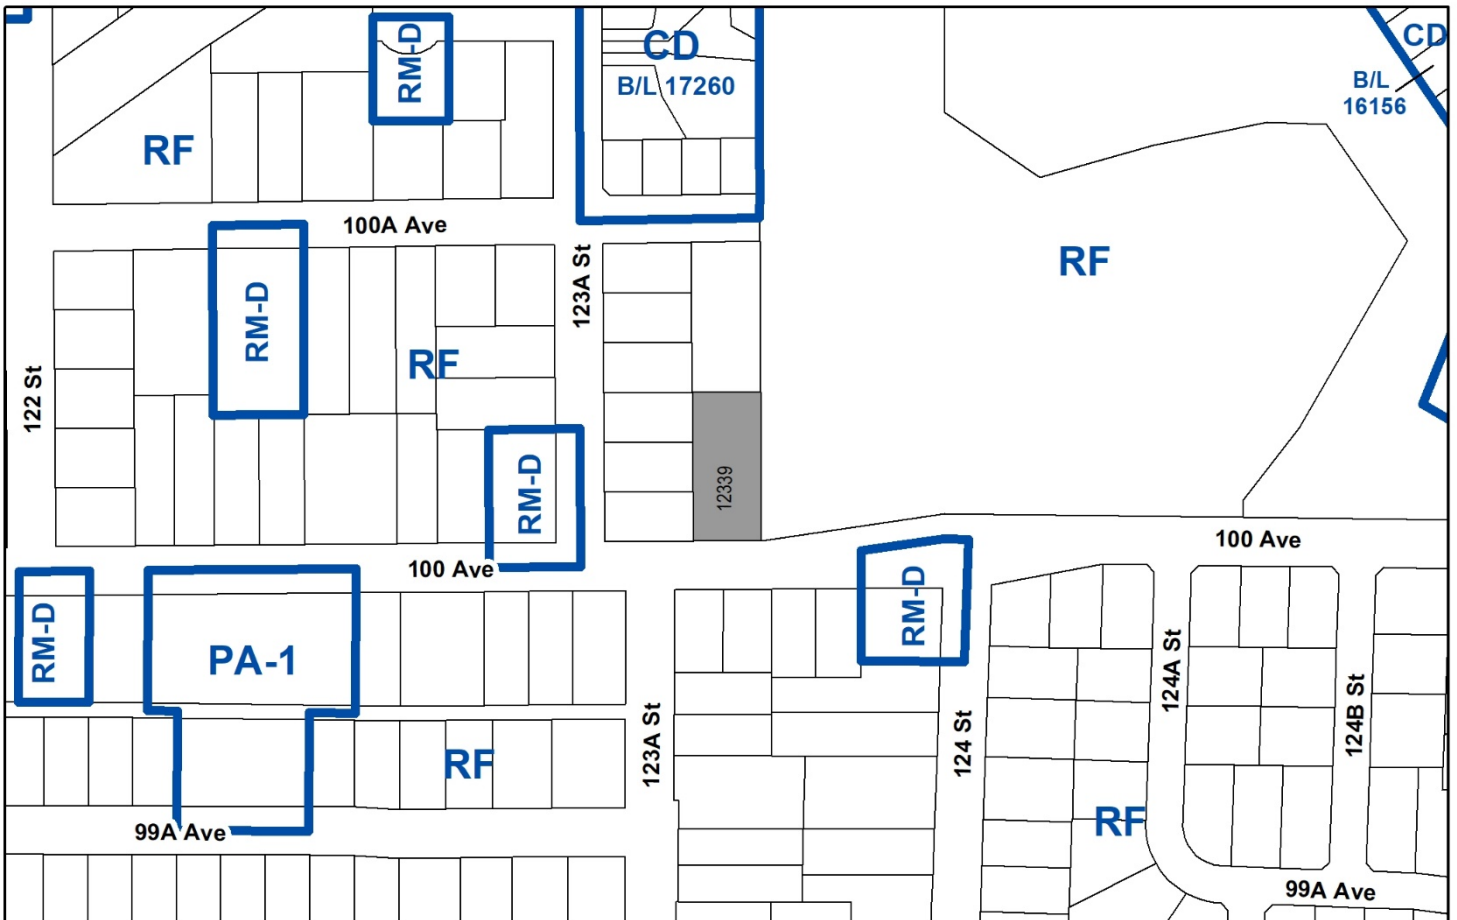 RM-D
CD
B/L 17260
CD
B/L
16156
RF
100A Ave
123A St
RM-D
RF
RF
122 St
RM-D
12339
100 Ave
100 Ave
RM-D
PA-1
RM-D
123A St
124 St
124A St
124B St
RF
RF
99A Ave
99A Ave